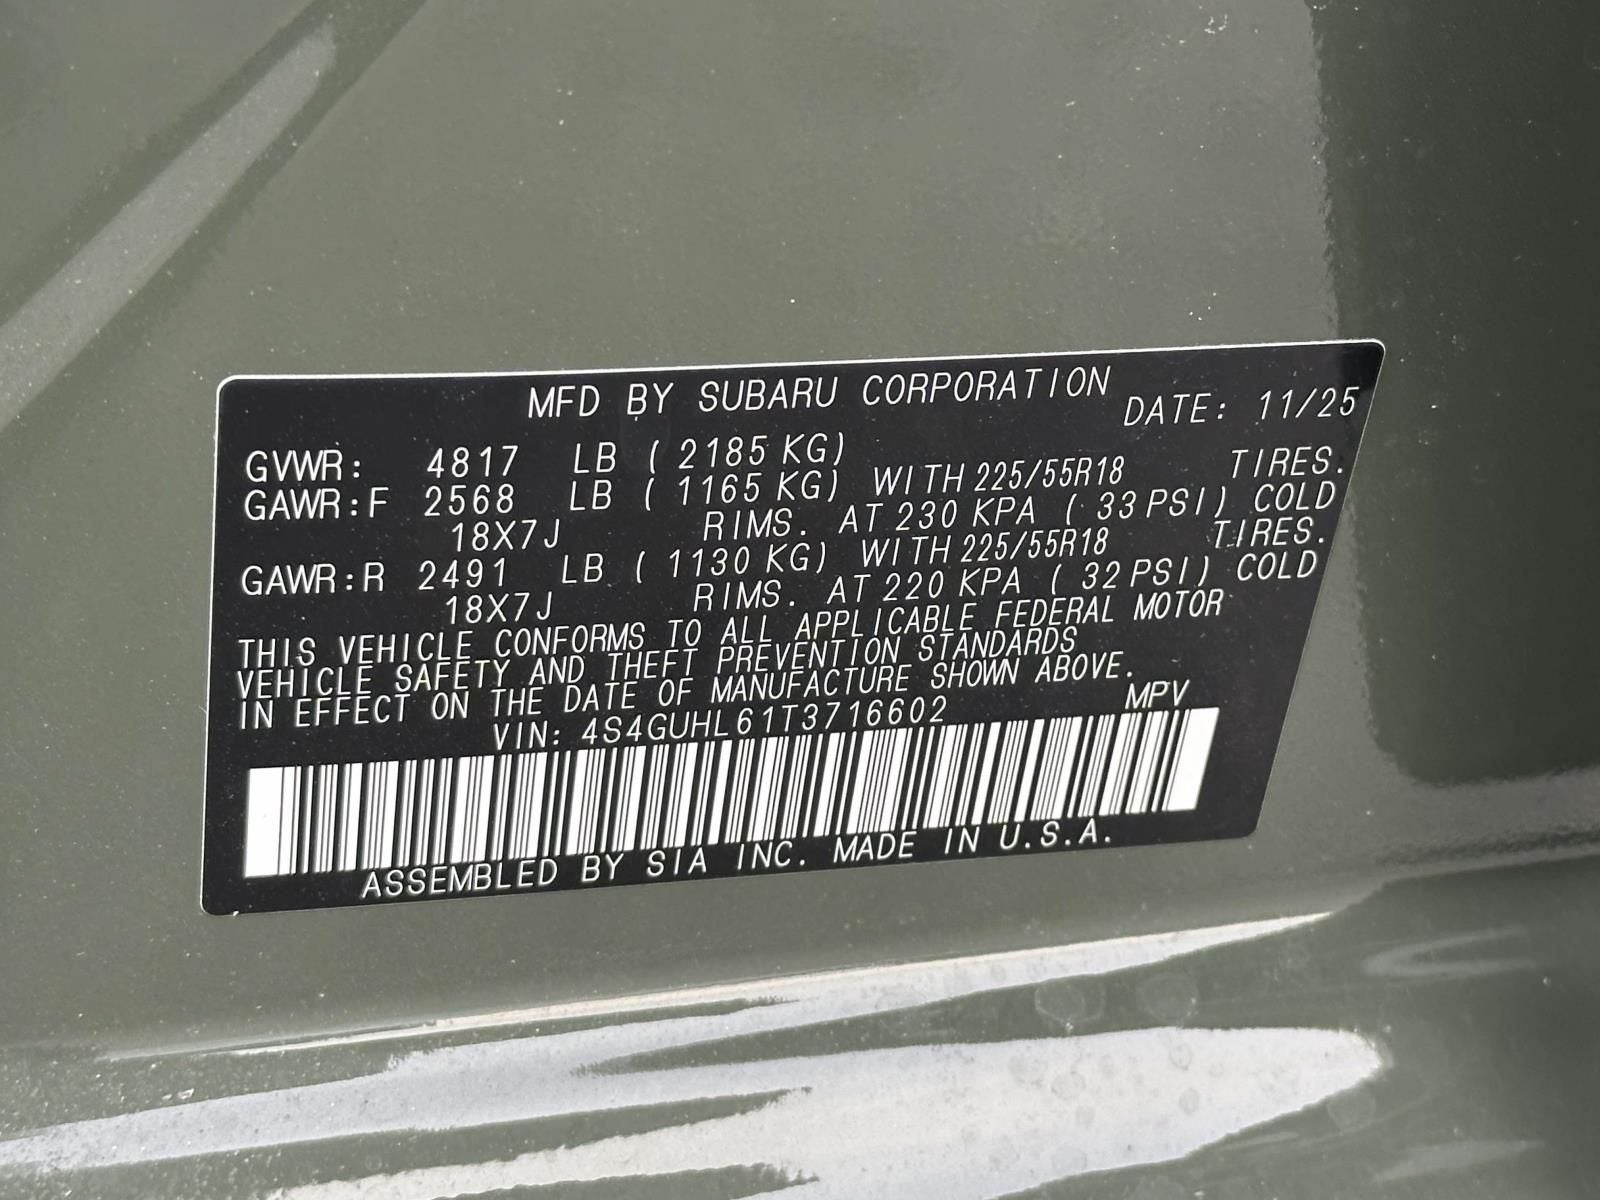 MFD BY SUBARU CORPORATION DATE: 11/25
GVWR: 4817 LB ( 2185 KG)
GAWR:F 2568 LB ( 1165 KG) WITH 225/55R18 TIRES.
18X7J RIMS. AT 230 KPA ( 33 PSI) COLD
GAWR:R 2491 LB ( 1130 KG) WITH 225/55R18 TIRES.
18X7J RIMS. AT 220 KPA ( 32 PSI) COLD
THIS VEHICLE CONFORMS TO ALL APPLICABLE FEDERAL MOTOR
VEHICLE SAFETY AND THEFT PREVENTION STANDARDS
IN EFFECT ON THE DATE OF MANUFACTURE SHOWN ABOVE.
VIN: 4S4GUHL61T3716602 MPV
ASSEMBLED BY SIA INC. MADE IN U.S.A.